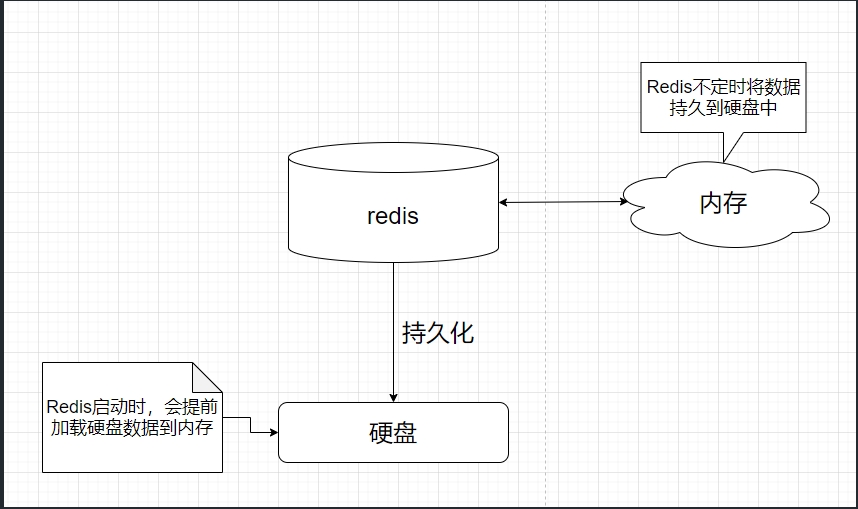 Redis不定时将数据
持久到硬盘中
内存
redis
持久化
Redis启动时，会提前
加载硬盘数据到内存
硬盘